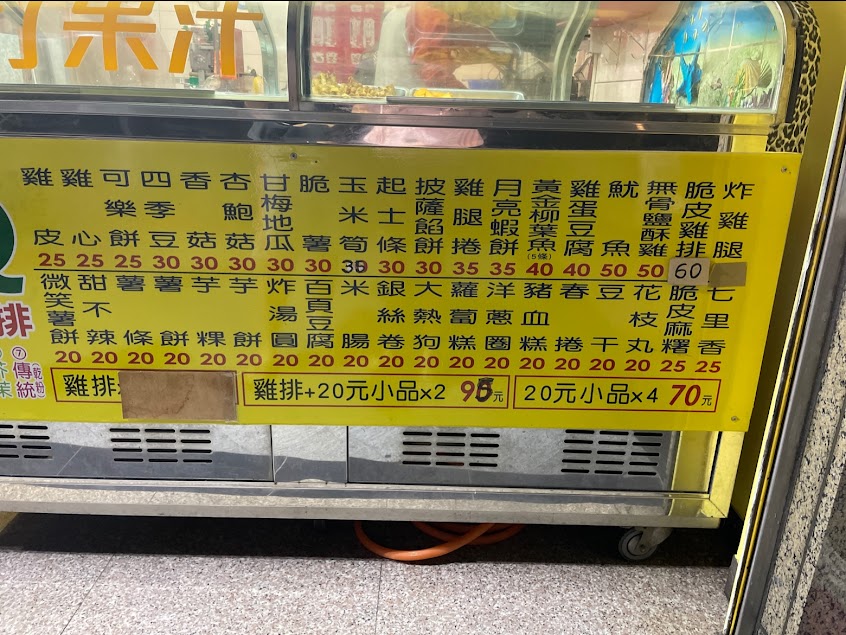 果汁
炸雞腿
脆皮雞排 60
無骨鹽酥雞 50
魷魚 50
雞蛋豆腐 40
黃金柳葉魚(5條) 40
月亮蝦餅 35
雞腿捲 35
披薩餡餅 30
起士條 30
玉米筍 30
脆薯 30
甘梅地瓜 30
杏鮑菇 30
香菇 30
四季豆 30
可樂餅 25
雞心 25
雞皮 25
七里香 25
脆皮麻糬 25
花枝丸 20
豆干 20
春捲 20
豬血糕 20
洋蔥圈 20
蘿蔔糕 20
大熱狗 20
銀絲卷 20
米腸 20
百頁豆腐 20
炸湯圓 20
芋餅 20
芋粿 20
薯餅 20
薯條 20
甜不辣 20
微笑薯餅 20
排
⑦傳統(乾粉)
雞排
雞排+20元小品x2 95元
20元小品x4 70元